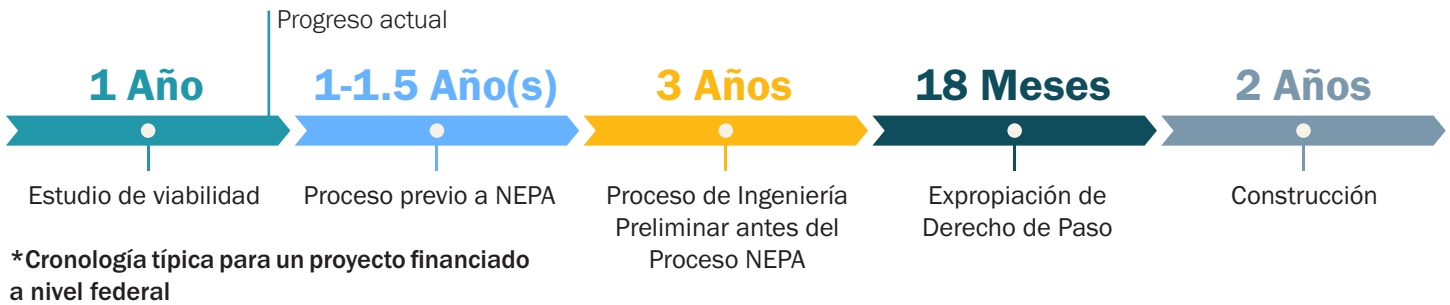 Progreso actual
1 Año
1-1.5 Año(s)
3 Años
18 Meses
2 Años
Estudio de viabilidad
Proceso previo a NEPA
Proceso de Ingeniería
Preliminar antes del
Proceso NEPA
Expropiación de
Derecho de Paso
Construcción
*Cronología típica para un proyecto financiado
a nivel federal